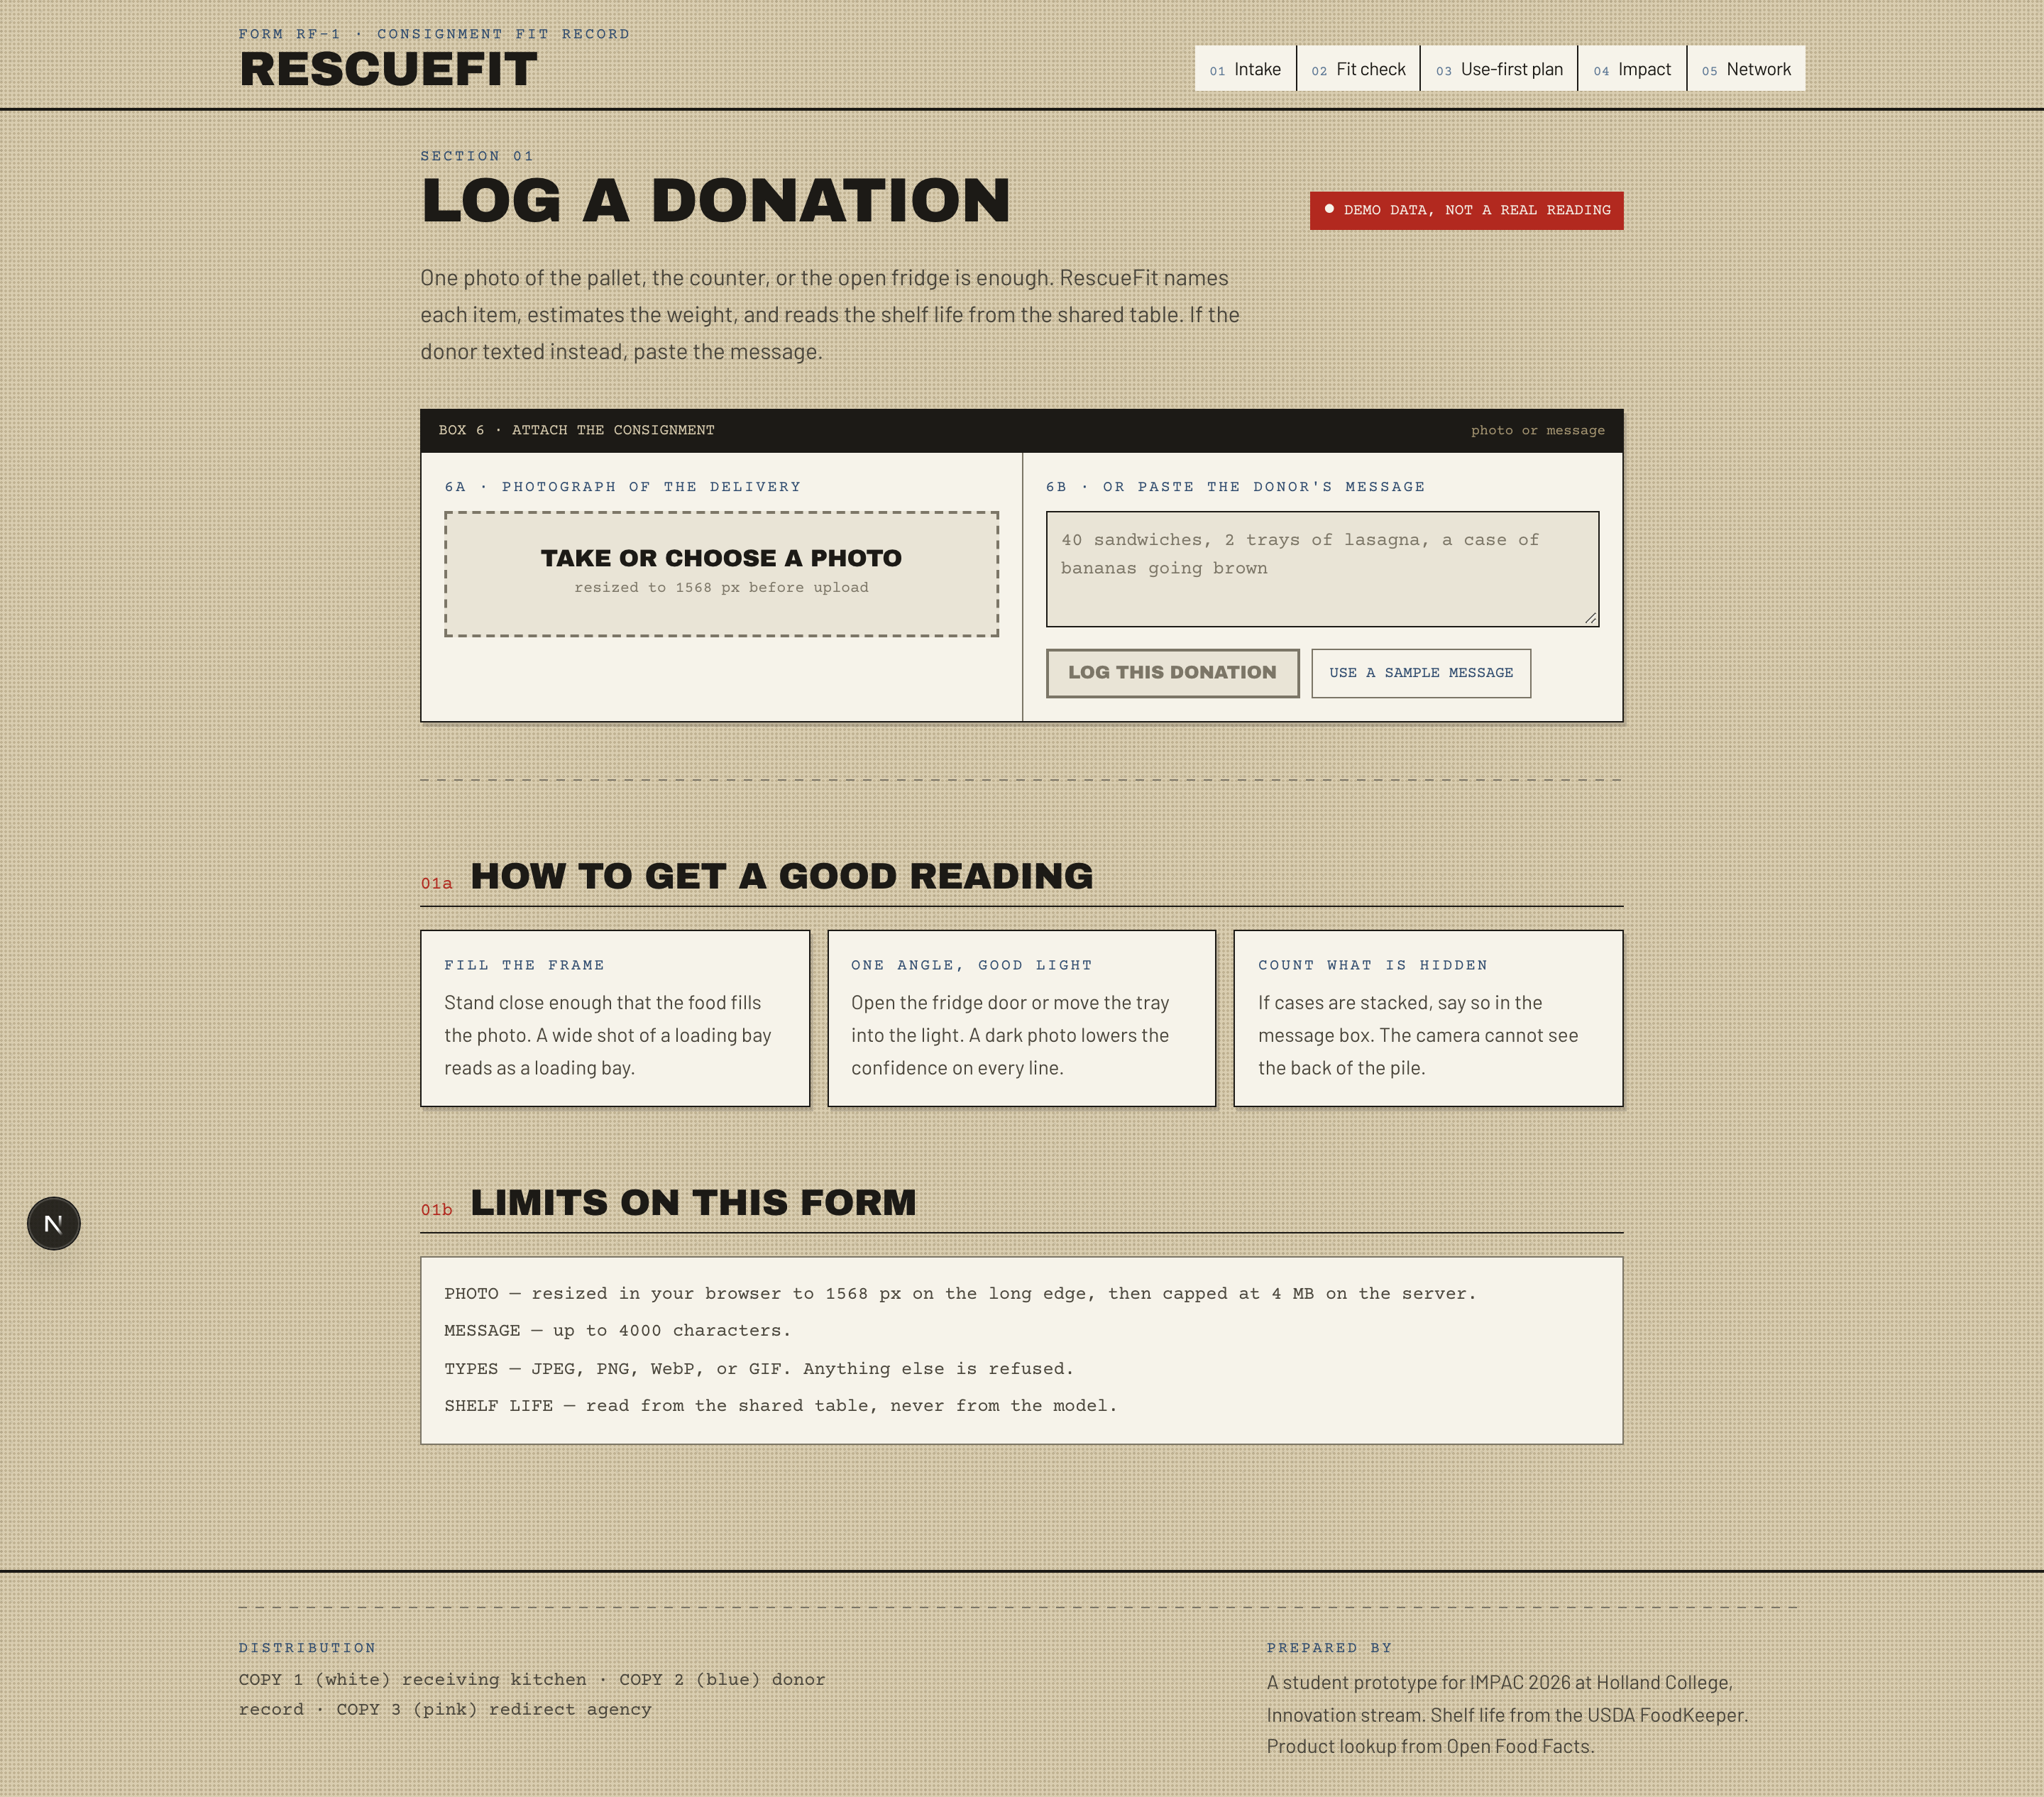 FORM RF-1 · CONSIGNMENT FIT RECORD
RESCUEFIT
01 Intake 02 Fit check 03 Use-first plan 04 Impact 05 Network
SECTION 01
LOG A DONATION
DEMO DATA, NOT A REAL READING
One photo of the pallet, the counter, or the open fridge is enough. RescueFit names
each item, estimates the weight, and reads the shelf life from the shared table. If the
donor texted instead, paste the message.
BOX 6 · ATTACH THE CONSIGNMENT
photo or message
6A · PHOTOGRAPH OF THE DELIVERY
TAKE OR CHOOSE A PHOTO
resized to 1568 px before upload
6B · OR PASTE THE DONOR'S MESSAGE
40 sandwiches, 2 trays of lasagna, a case of
bananas going brown
LOG THIS DONATION
USE A SAMPLE MESSAGE
01a HOW TO GET A GOOD READING
FILL THE FRAME
Stand close enough that the food fills
the photo. A wide shot of a loading bay
reads as a loading bay.
ONE ANGLE, GOOD LIGHT
Open the fridge door or move the tray
into the light. A dark photo lowers the
confidence on every line.
COUNT WHAT IS HIDDEN
If cases are stacked, say so in the
message box. The camera cannot see
the back of the pile.
01b LIMITS ON THIS FORM
PHOTO — resized in your browser to 1568 px on the long edge, then capped at 4 MB on the server.
MESSAGE — up to 4000 characters.
TYPES — JPEG, PNG, WebP, or GIF. Anything else is refused.
SHELF LIFE — read from the shared table, never from the model.
N
DISTRIBUTION
COPY 1 (white) receiving kitchen · COPY 2 (blue) donor
record · COPY 3 (pink) redirect agency
PREPARED BY
A student prototype for IMPAC 2026 at Holland College,
Innovation stream. Shelf life from the USDA FoodKeeper.
Product lookup from Open Food Facts.